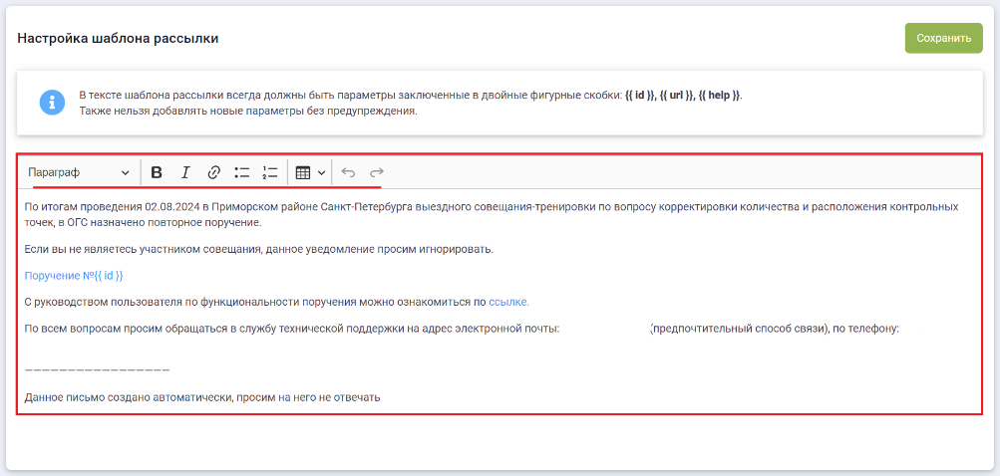 Настройка шаблона рассылки
Сохранить
В тексте шаблона рассылки всегда должны быть параметры заключенные в двойные фигурные скобки: {{ id }}, {{ url }}, {{ help }}.
Также нельзя добавлять новые параметры без предупреждения.
Параграф
По итогам проведения 02.08.2024 в Приморском районе Санкт-Петербурга выездного совещания-тренировки по вопросу корректировки количества и расположения контрольных
точек, в ОГС назначено повторное поручение.
Если вы не являетесь участником совещания, данное уведомление просим игнорировать.
Поручение №{{ id }}
С руководством пользователя по функциональности поручения можно ознакомиться по ссылке.
По всем вопросам просим обращаться в службу технической поддержки на адрес электронной почты: (предпочтительный способ связи), по телефону:
—————————————————
Данное письмо создано автоматически, просим на него не отвечать